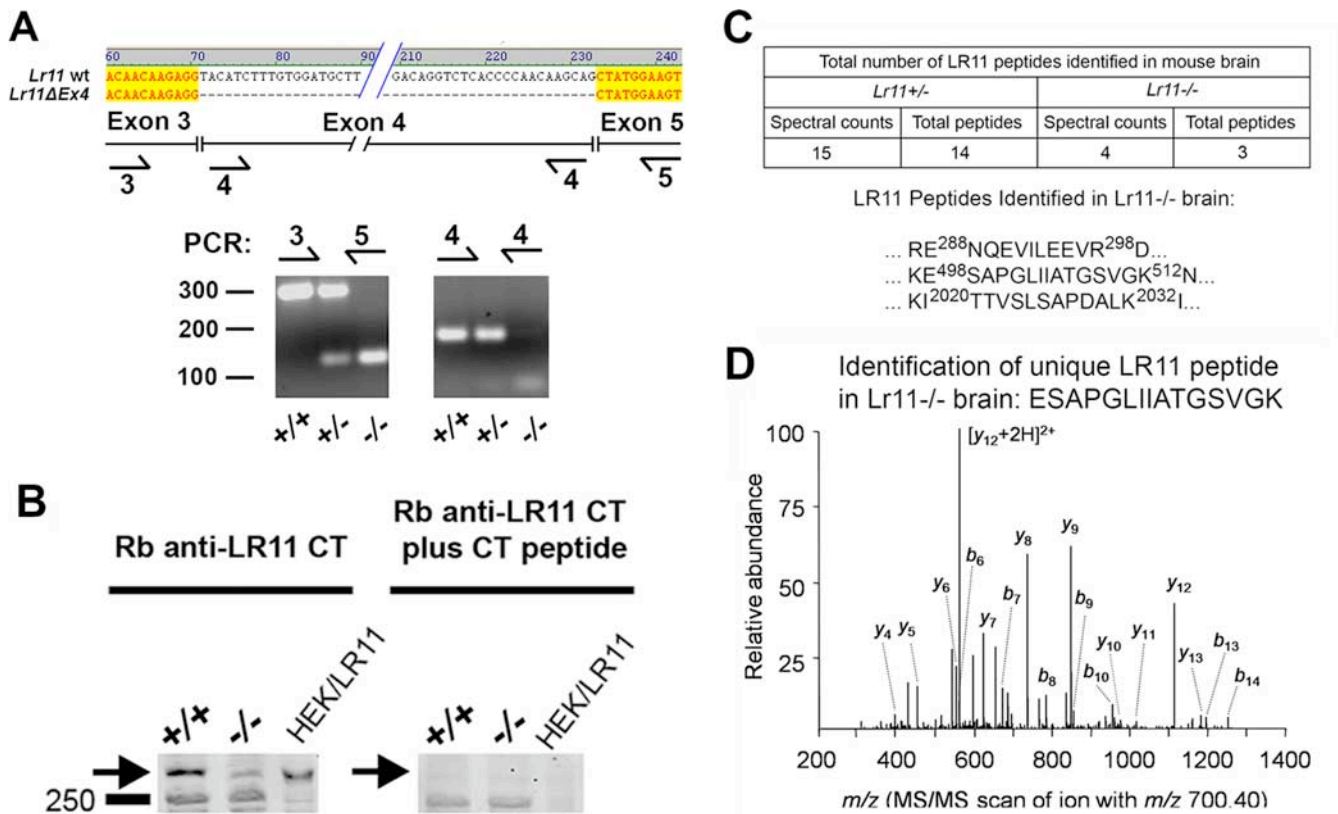 A
60 70 80 90 210 220 230 240
Lr11 wt ACAACAAGAGGTACATCTTTGTGGATGCTT GACAGGTCTCACCCCAACAAGCAGCTATGGAAGT
Lr11ΔEx4 ACAACAAGAGG CTATGGAAGT
Exon 3 Exon 4 Exon 5
3 4 4 5
PCR: 3 5 4 4
300
200
100
+/+ +/- -/- +/+ +/- -/-
B
Rb anti-LR11 CT
Rb anti-LR11 CT
plus CT peptide
+/+ -/- HEK/LR11 +/+ -/- HEK/LR11
250
C
Total number of LR11 peptides identified in mouse brain
Lr11+/- Lr11-/-
Spectral counts Total peptides Spectral counts Total peptides
15 14 4 3
LR11 Peptides Identified in Lr11-/- brain:
... RE288NQEVILEEVR298D...
... KE498SAPGLIIATGSVGK512N...
... KI2020TTVSLSAPDALK2032I...
D
Identification of unique LR11 peptide
in Lr11-/- brain: ESAPGLIIATGSVGK
Relative abundance
100
75
50
25
[y12+2H]2+
y4 y5 y6 b6 y7 b7 y8 b8 y9 b9 b10 y10 y11 y12 y13 b13 b14
200 400 600 800 1000 1200 1400
m/z (MS/MS scan of ion with m/z 700.40)